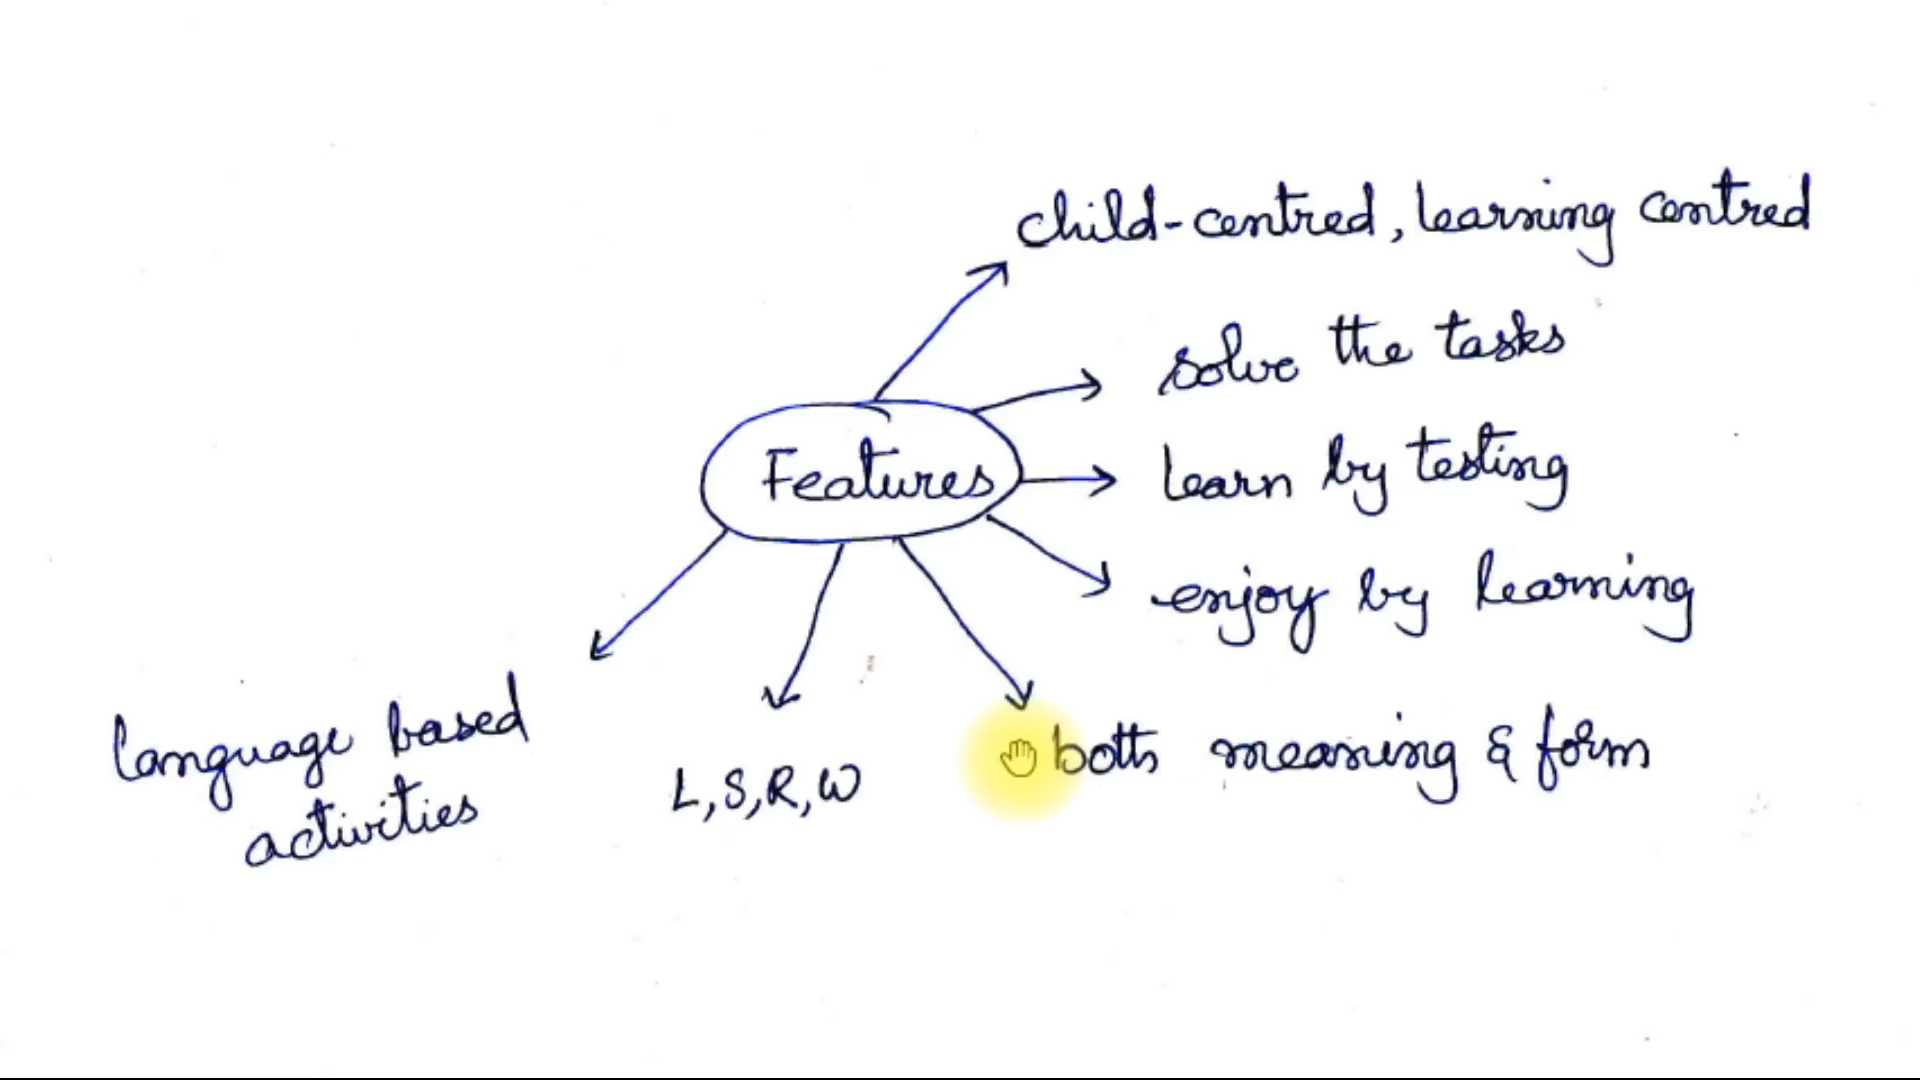 child-centred, learning centred
solve the tasks
Features
learn by testing
enjoy by learning
both meaning & form
L, S, R, W
language based
activities